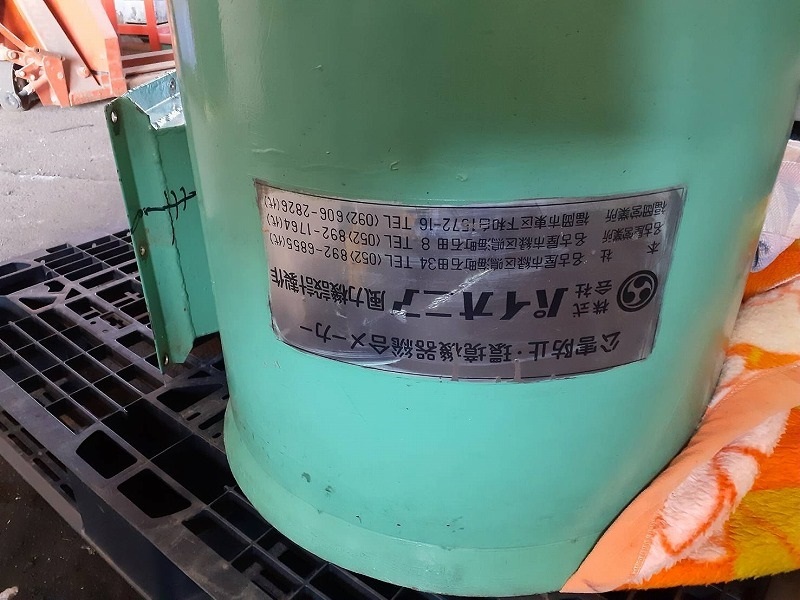 公害防止・環境機器総合メーカー
株式会社 パイオニア風力機設計製作
本社 名古屋市緑区鳴海町石田34 TEL (052)892-6855(代)
名古屋営業所 名古屋市緑区鳴海町石田 8 TEL (052)892-1764(代)
福岡営業所 福岡市東区下和白1572-16 TEL (092)606-2826(代)